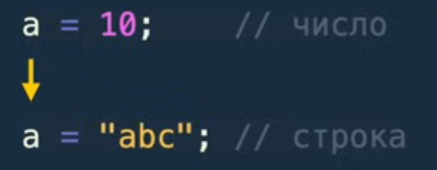 a = 10; // число
a = "abc"; // строка